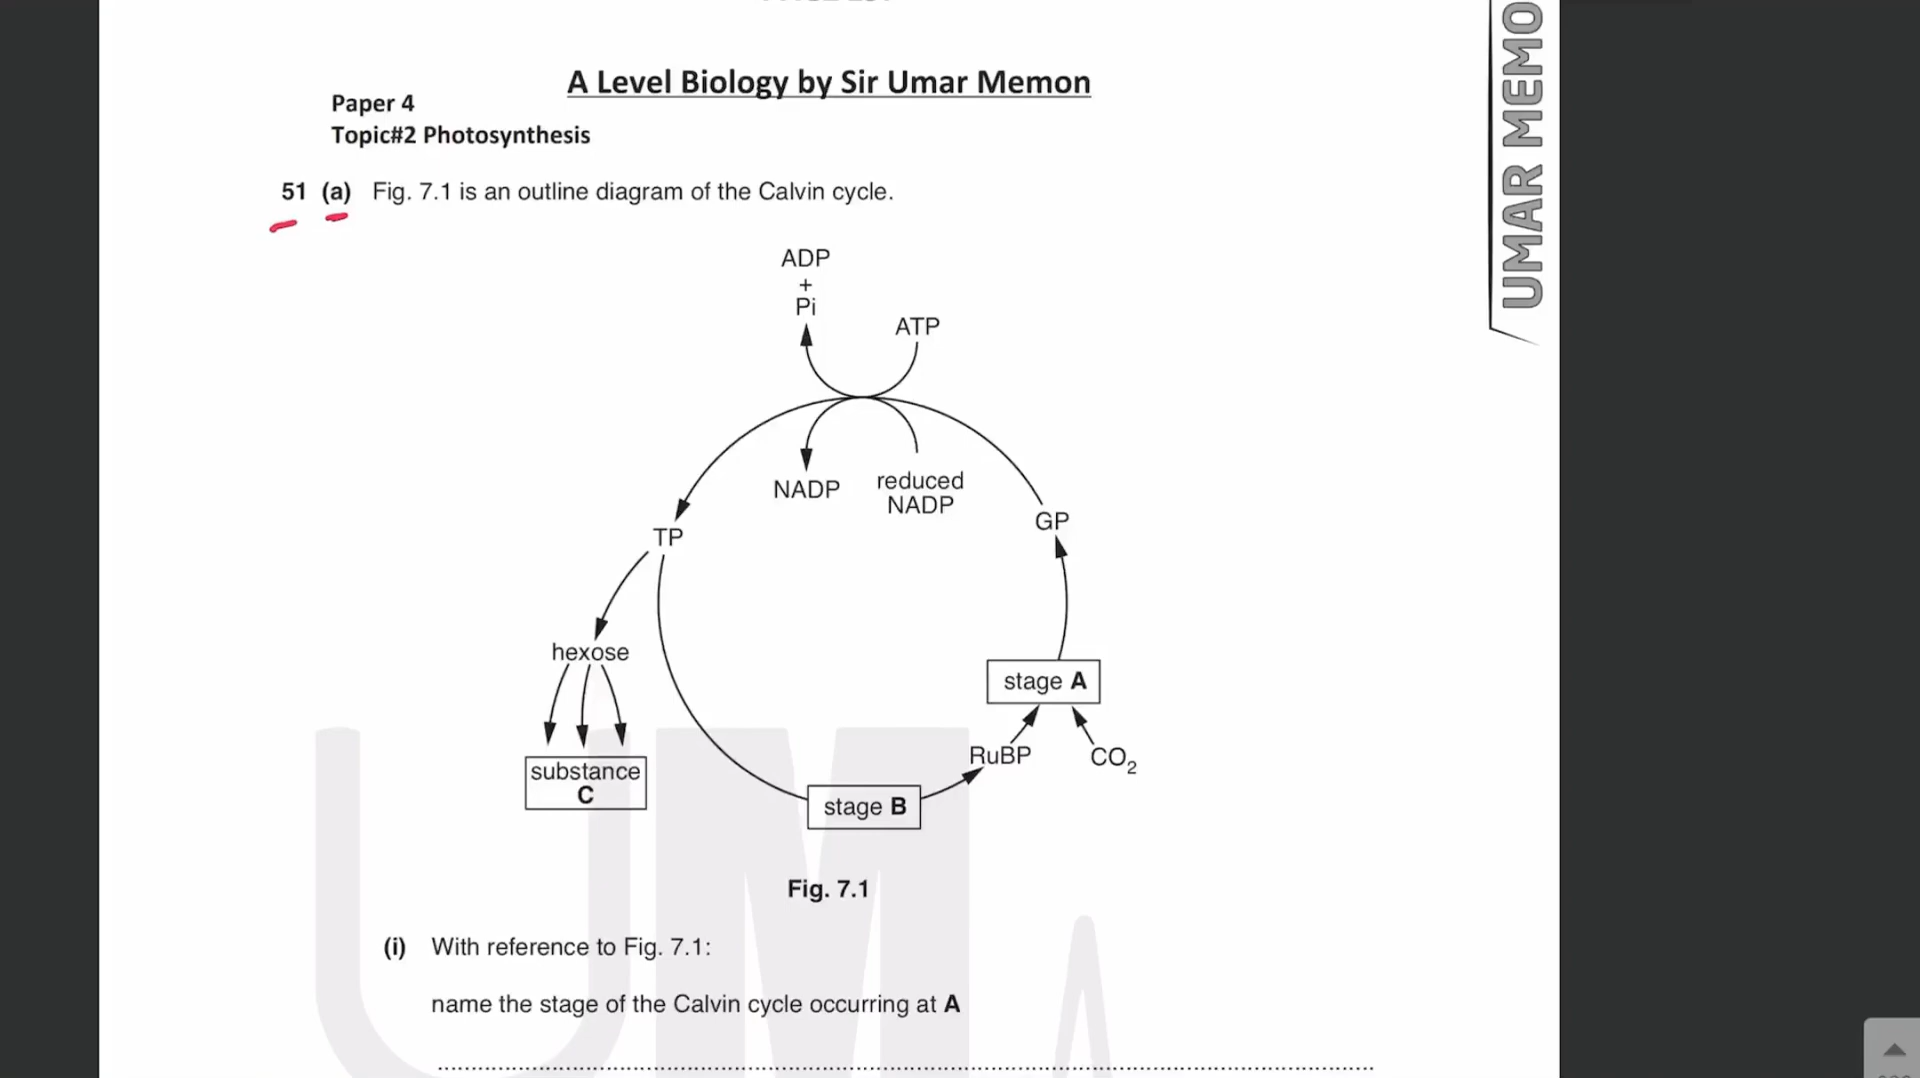 A Level Biology by Sir Umar Memon
Paper 4
Topic#2 Photosynthesis
UMAR MEMO
51 (a) Fig. 7.1 is an outline diagram of the Calvin cycle.
ADP
+
Pi
ATP
NADP
reduced
NADP
TP
GP
hexose
stage A
RuBP
CO₂
substance
C
stage B
Fig. 7.1
(i) With reference to Fig. 7.1:
name the stage of the Calvin cycle occurring at A